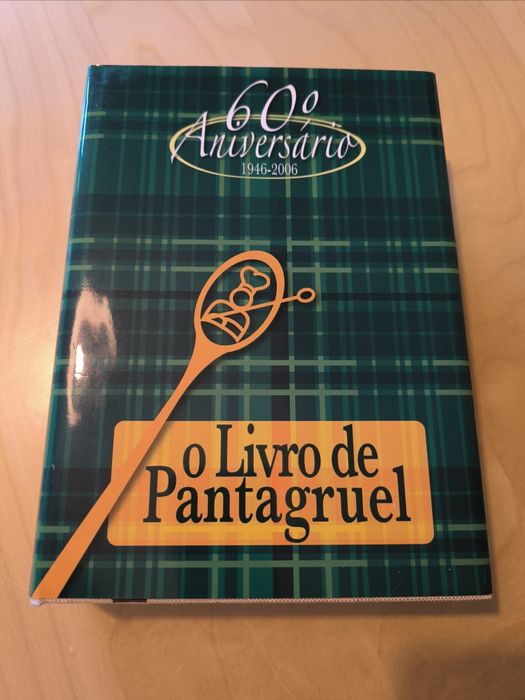 60º
Aniversário
1946-2006
o Livro de
Pantagruel